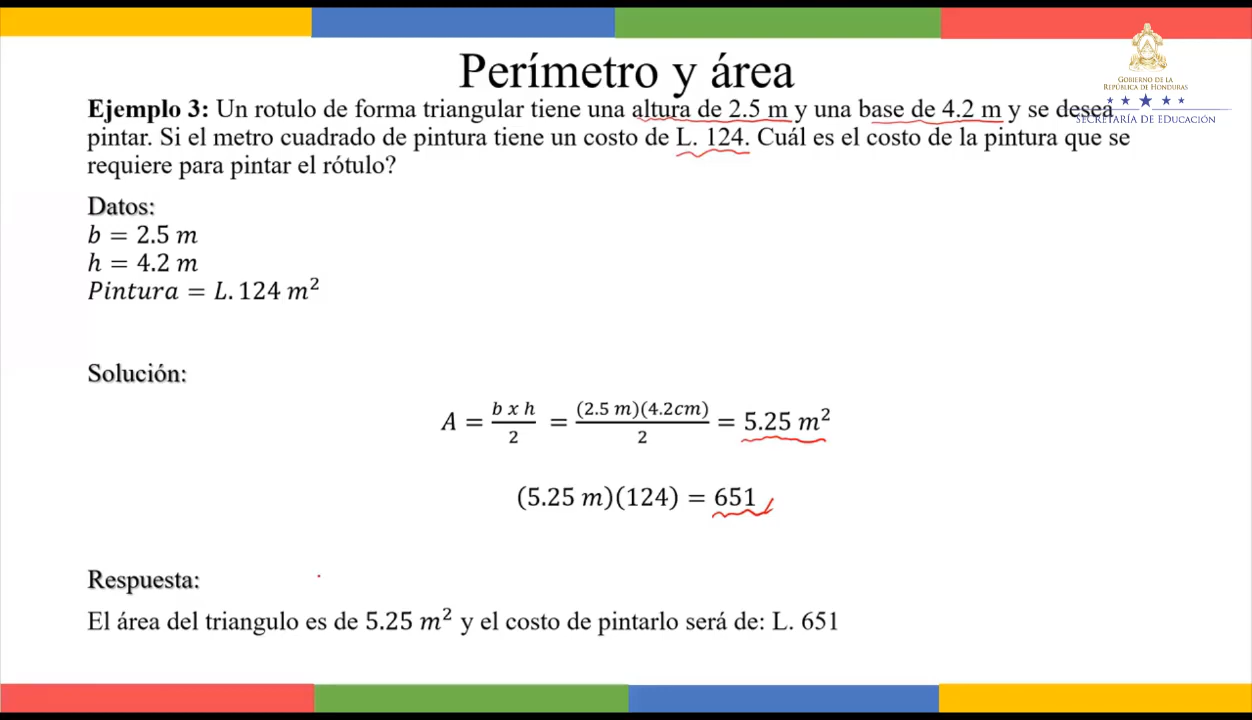 Perímetro y área
GOBIERNO DE LA
REPÚBLICA DE HONDURAS
SECRETARÍA DE EDUCACIÓN
Ejemplo 3: Un rotulo de forma triangular tiene una altura de 2.5 m y una base de 4.2 m y se desea
pintar. Si el metro cuadrado de pintura tiene un costo de L. 124. Cuál es el costo de la pintura que se
requiere para pintar el rótulo?
Datos:
b = 2.5 m
h = 4.2 m
Pintura = L. 124 m²
Solución:
A = b x h / 2 = (2.5 m)(4.2cm) / 2 = 5.25 m²
(5.25 m)(124) = 651
Respuesta:
El área del triangulo es de 5.25 m² y el costo de pintarlo será de: L. 651